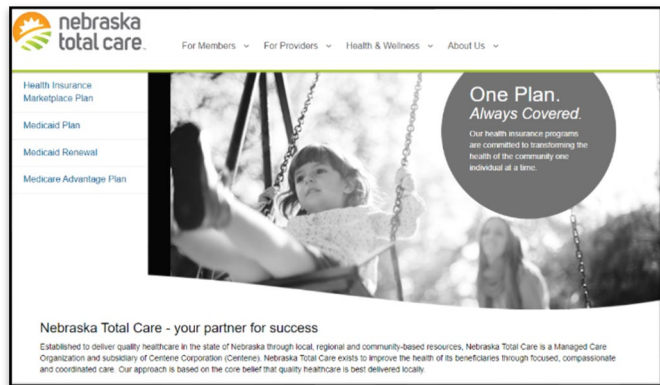 nebraska
total care™
For Members For Providers Health & Wellness About Us
Health Insurance
Marketplace Plan
Medicaid Plan
Medicaid Renewal
Medicare Advantage Plan
One Plan.
Always Covered.
Our health insurance programs
are committed to transforming the
health of the community one
individual at a time.
Nebraska Total Care - your partner for success
Established to deliver quality healthcare in the state of Nebraska through local, regional and community-based resources, Nebraska Total Care is a Managed Care
Organization and subsidiary of Centene Corporation (Centene). Nebraska Total Care exists to improve the health of its beneficiaries through focused, compassionate
and coordinated care. Our approach is based on the core belief that quality healthcare is best delivered locally.